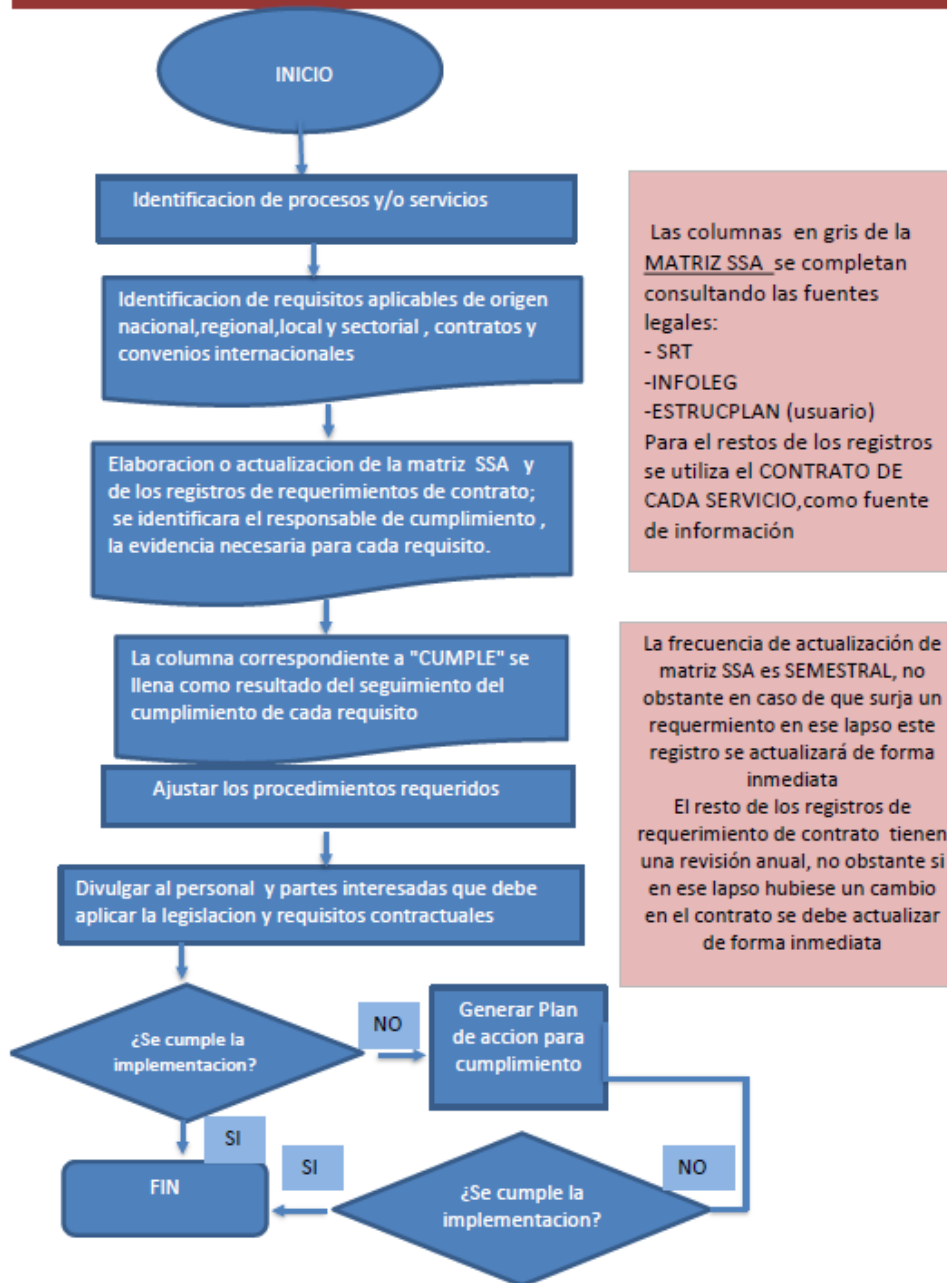 INICIO
Identificacion de procesos y/o servicios
Identificacion de requisitos aplicables de origen
nacional,regional,local y sectorial , contratos y
convenios internacionales
Elaboracion o actualizacion de la matriz SSA y
de los registros de requerimientos de contrato;
se identificara el responsable de cumplimiento ,
la evidencia necesaria para cada requisito.
La columna correspondiente a "CUMPLE" se
llena como resultado del seguimiento del
cumplimiento de cada requisito
Ajustar los procedimientos requeridos
Divulgar al personal y partes interesadas que debe
aplicar la legislacion y requisitos contractuales
¿Se cumple la
implementacion?
NO
Generar Plan
de accion para
cumplimiento
SI
FIN
SI
¿Se cumple la
implementacion?
NO
Las columnas en gris de la
MATRIZ SSA se completan
consultando las fuentes
legales:
- SRT
-INFOLEG
-ESTRUCPLAN (usuario)
Para el restos de los registros
se utiliza el CONTRATO DE
CADA SERVICIO,como fuente
de información
La frecuencia de actualización de
matriz SSA es SEMESTRAL, no
obstante en caso de que surja un
requermiento en ese lapso este
registro se actualizará de forma
inmediata
El resto de los registros de
requerimiento de contrato tienen
una revisión anual, no obstante si
en ese lapso hubiese un cambio
en el contrato se debe actualizar
de forma inmediata